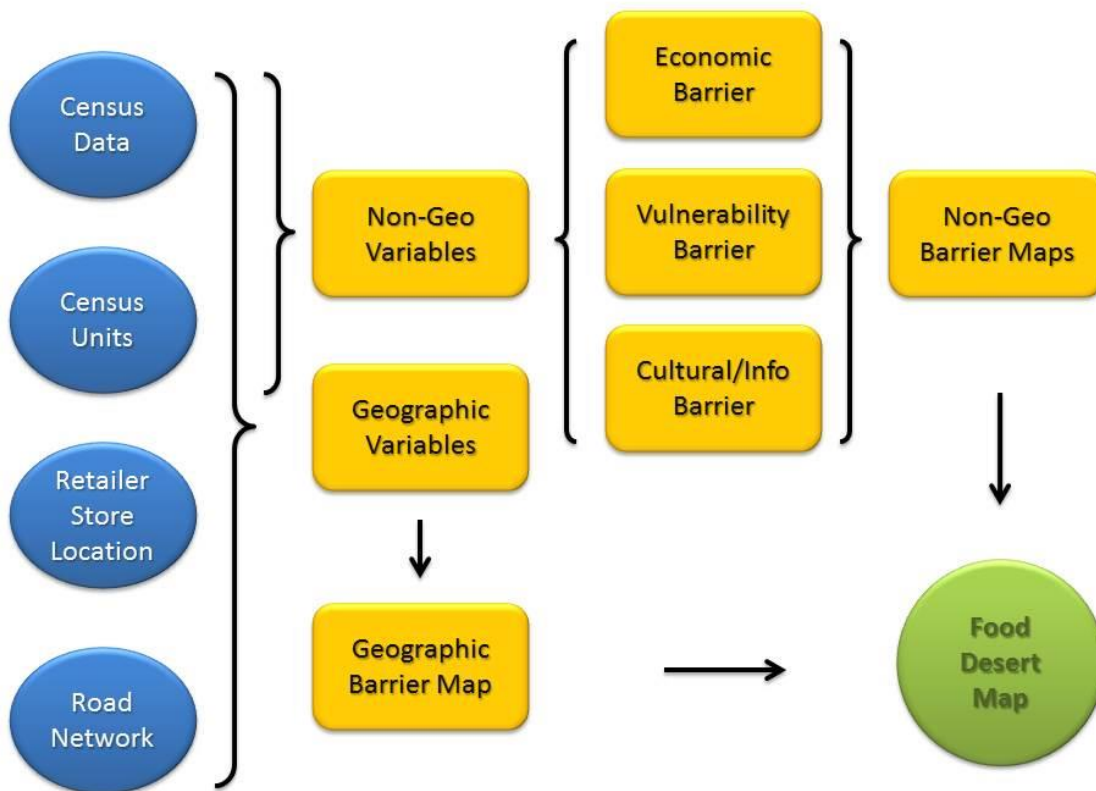 Census
Data
Census
Units
Retailer
Store
Location
Road
Network
Non-Geo
Variables
Geographic
Variables
Geographic
Barrier Map
Economic
Barrier
Vulnerability
Barrier
Cultural/Info
Barrier
Non-Geo
Barrier Maps
Food
Desert
Map